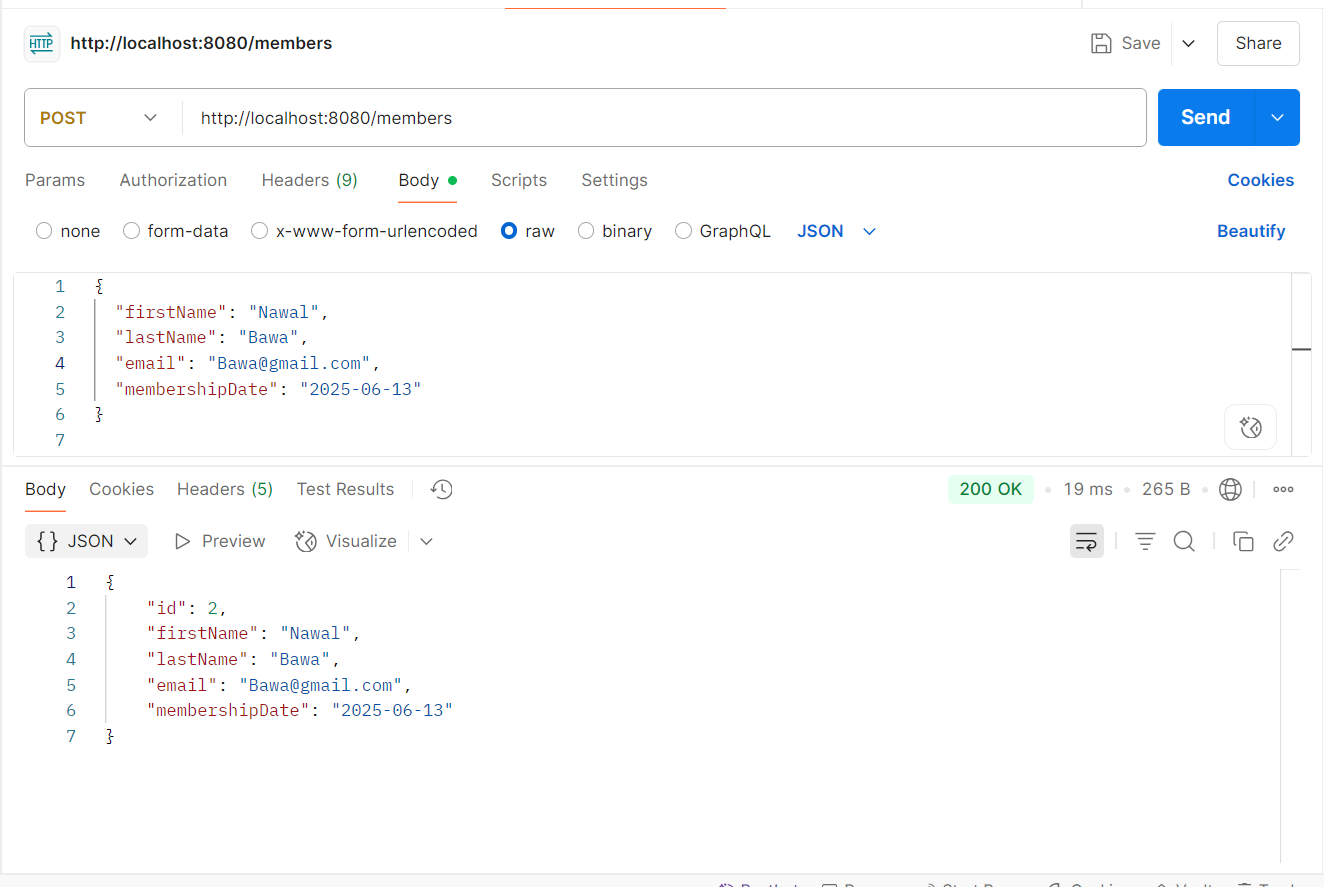 HTTP http://localhost:8080/members Save Share
POST http://localhost:8080/members Send
Params Authorization Headers (9) Body Scripts Settings Cookies
none form-data x-www-form-urlencoded raw binary GraphQL JSON Beautify
1 {
2 "firstName": "Nawal",
3 "lastName": "Bawa",
4 "email": "Bawa@gmail.com",
5 "membershipDate": "2025-06-13"
6 }
7
Body Cookies Headers (5) Test Results 200 OK 19 ms 265 B
{} JSON Preview Visualize
1 {
2 "id": 2,
3 "firstName": "Nawal",
4 "lastName": "Bawa",
5 "email": "Bawa@gmail.com",
6 "membershipDate": "2025-06-13"
7 }